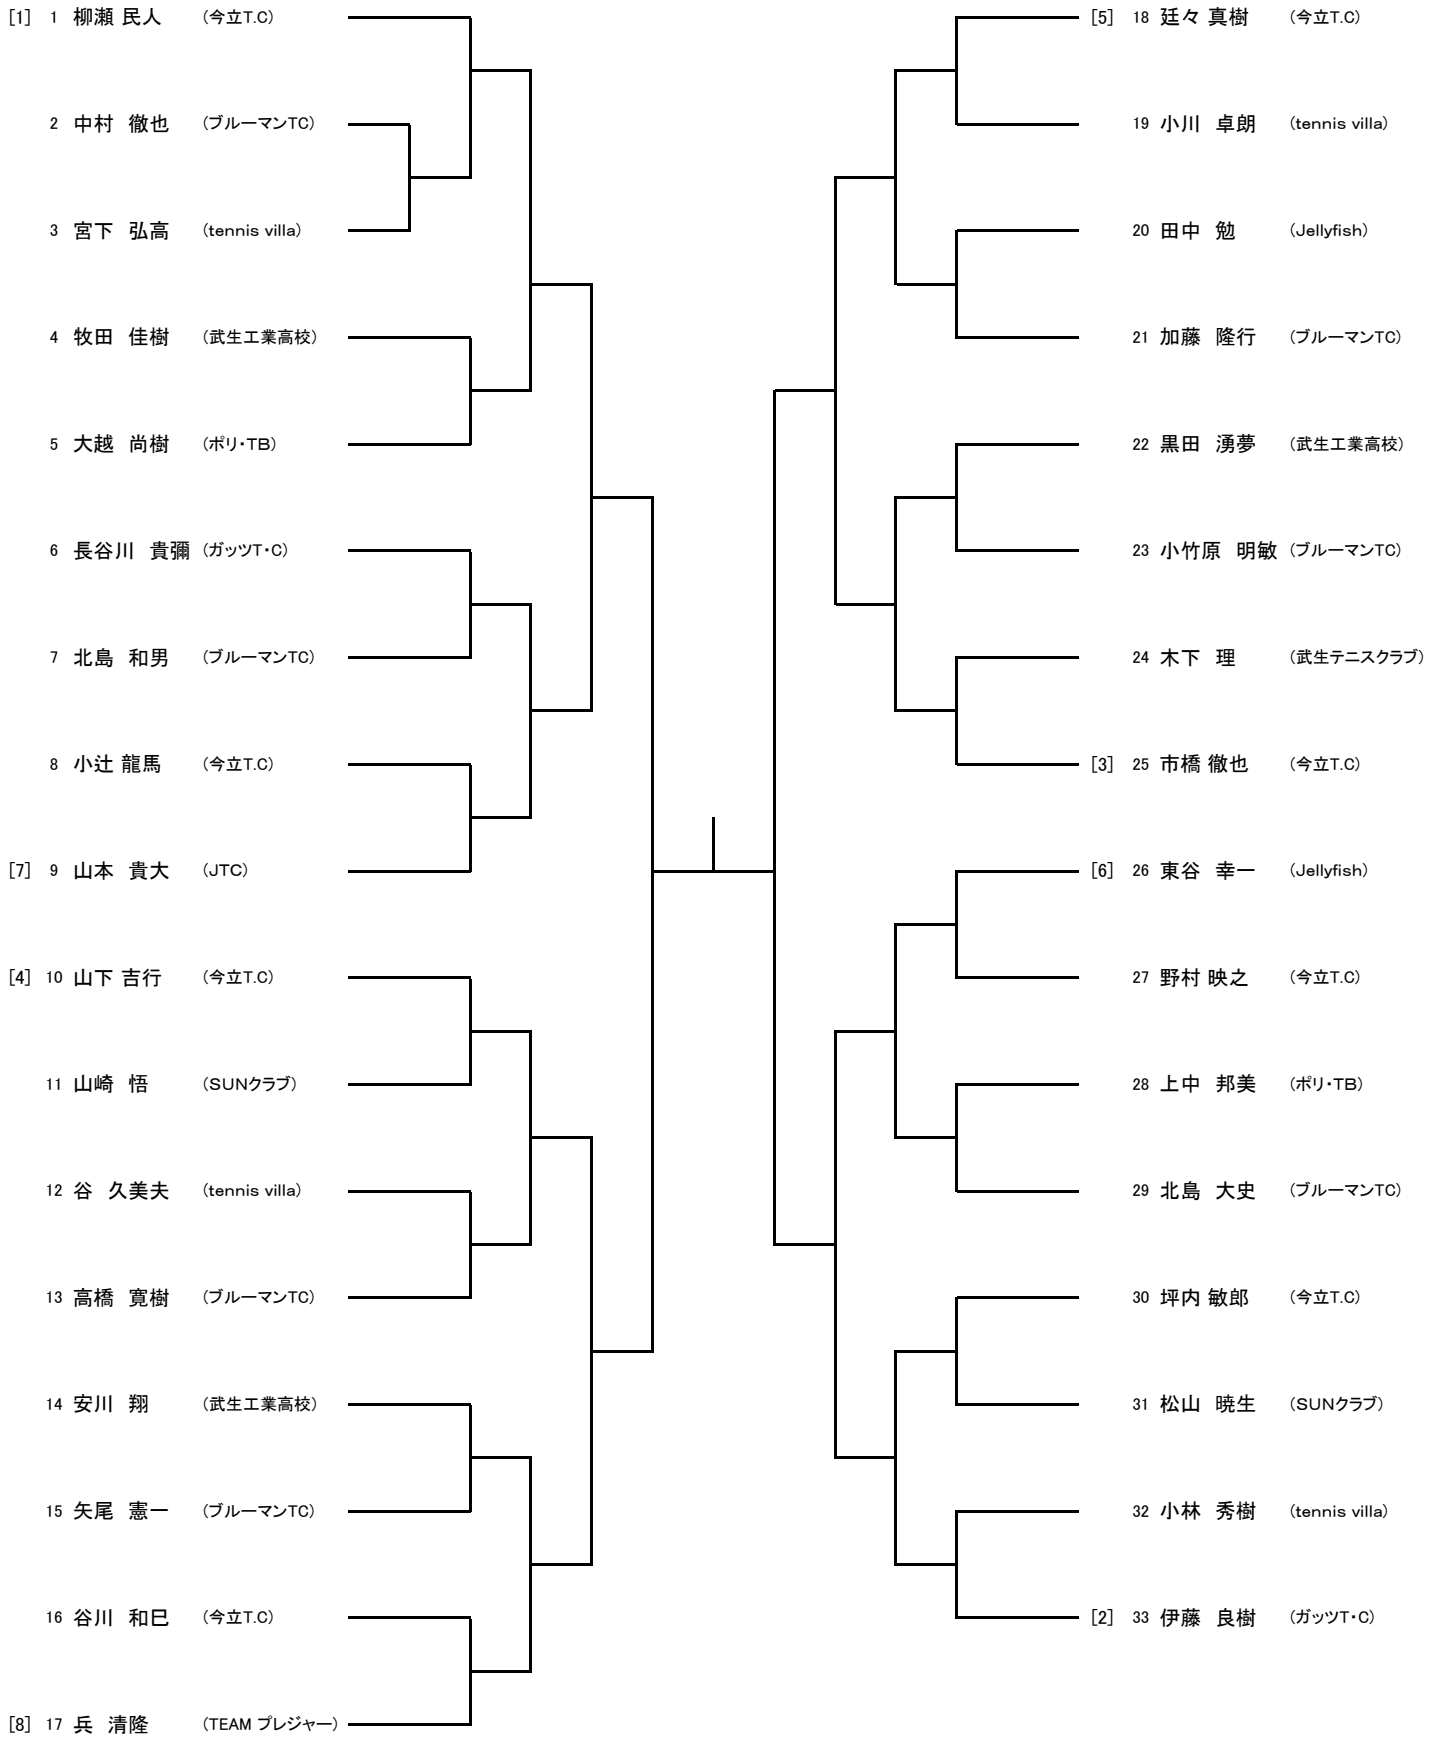 [1] 1 柳瀬 民人 (今立T.C)
2 中村 徹也 (ブルーマンTC)
3 宮下 弘高 (tennis villa)
4 牧田 佳樹 (武生工業高校)
5 大越 尚樹 (ポリ・TB)
6 長谷川 貴彌 (ガッツT・C)
7 北島 和男 (ブルーマンTC)
8 小辻 龍馬 (今立T.C)
[7] 9 山本 貴大 (JTC)
[4] 10 山下 吉行 (今立T.C)
11 山崎 悟 (SUNクラブ)
12 谷 久美夫 (tennis villa)
13 高橋 寛樹 (ブルーマンTC)
14 安川 翔 (武生工業高校)
15 矢尾 憲一 (ブルーマンTC)
16 谷川 和巳 (今立T.C)
[8] 17 兵 清隆 (TEAM プレジャー)
[5] 18 廷々 真樹 (今立T.C)
19 小川 卓朗 (tennis villa)
20 田中 勉 (Jellyfish)
21 加藤 隆行 (ブルーマンTC)
22 黒田 湧夢 (武生工業高校)
23 小竹原 明敏 (ブルーマンTC)
24 木下 理 (武生テニスクラブ)
[3] 25 市橋 徹也 (今立T.C)
[6] 26 東谷 幸一 (Jellyfish)
27 野村 映之 (今立T.C)
28 上中 邦美 (ポリ・TB)
29 北島 大史 (ブルーマンTC)
30 坪内 敏郎 (今立T.C)
31 松山 暁生 (SUNクラブ)
32 小林 秀樹 (tennis villa)
[2] 33 伊藤 良樹 (ガッツT・C)